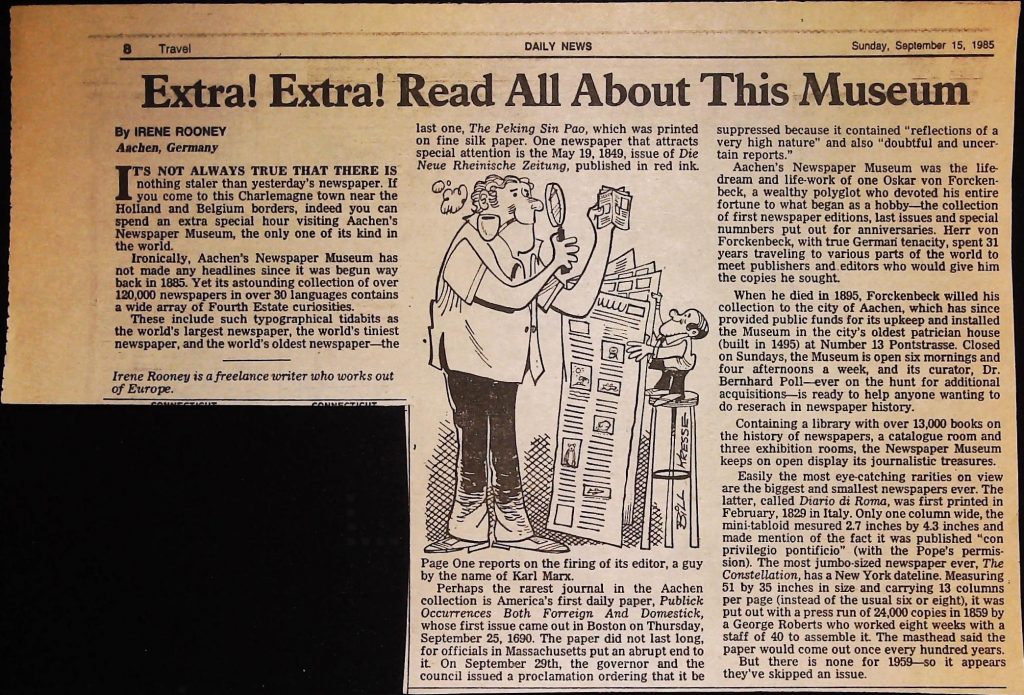 8 Travel DAILY NEWS Sunday, September 15, 1985
Extra! Extra! Read All About This Museum
By IRENE ROONEY
Aachen, Germany
IT'S NOT ALWAYS TRUE THAT THERE IS
nothing staler than yesterday's newspaper. If
you come to this Charlemagne town near the
Holland and Belgium borders, indeed you can
spend an extra special hour visiting Aachen's
Newspaper Museum, the only one of its kind in
the world.
Ironically, Aachen's Newspaper Museum has
not made any headlines since it was begun way
back in 1885. Yet its astounding collection of over
120,000 newspapers in over 30 languages contains
a wide array of Fourth Estate curiosities.
These include such typographical tidbits as
the world's largest newspaper, the world's tiniest
newspaper, and the world's oldest newspaper—the
Irene Rooney is a freelance writer who works out
of Europe.
CONNECTICUT CONNECTICUT
last one, The Peking Sin Pao, which was printed
on fine silk paper. One newspaper that attracts
special attention is the May 19, 1849, issue of Die
Neue Rheinische Zeitung, published in red ink.
BILL KRESSE
Page One reports on the firing of its editor, a guy
by the name of Karl Marx.
Perhaps the rarest journal in the Aachen
collection is America's first daily paper, Publick
Occurrences Both Forreign And Domestick,
whose first issue came out in Boston on Thursday,
September 25, 1690. The paper did not last long,
for officials in Massachusetts put an abrupt end to
it. On September 29th, the governor and the
council issued a proclamation ordering that it be
suppressed because it contained "reflections of a
very high nature" and also "doubtful and uncer-
tain reports."
Aachen's Newspaper Museum was the life-
dream and life-work of one Oskar von Forcken-
beck, a wealthy polyglot who devoted his entire
fortune to what began as a hobby—the collection
of first newspaper editions, last issues and special
numnbers put out for anniversaries. Herr von
Forckenbeck, with true German tenacity, spent 31
years traveling to various parts of the world to
meet publishers and editors who would give him
the copies he sought.
When he died in 1895, Forckenbeck willed his
collection to the city of Aachen, which has since
provided public funds for its upkeep and installed
the Museum in the city's oldest patrician house
(built in 1495) at Number 13 Pontstrasse. Closed
on Sundays, the Museum is open six mornings and
four afternoons a week, and its curator, Dr.
Bernhard Poll—ever on the hunt for additional
acquisitions—is ready to help anyone wanting to
do reserach in newspaper history.
Containing a library with over 13,000 books on
the history of newspapers, a catalogue room and
three exhibition rooms, the Newspaper Museum
keeps on open display its journalistic treasures.
Easily the most eye-catching rarities on view
are the biggest and smallest newspapers ever. The
latter, called Diario di Roma, was first printed in
February, 1829 in Italy. Only one column wide, the
mini-tabloid mesured 2.7 inches by 4.3 inches and
made mention of the fact it was published "con
privilegio pontificio" (with the Pope's permis-
sion). The most jumbo-sized newspaper ever, The
Constellation, has a New York dateline. Measuring
51 by 35 inches in size and carrying 13 columns
per page (instead of the usual six or eight), it was
put out with a press run of 24,000 copies in 1859 by
a George Roberts who worked eight weeks with a
staff of 40 to assemble it. The masthead said the
paper would come out once every hundred years.
But there is none for 1959—so it appears
they've skipped an issue.